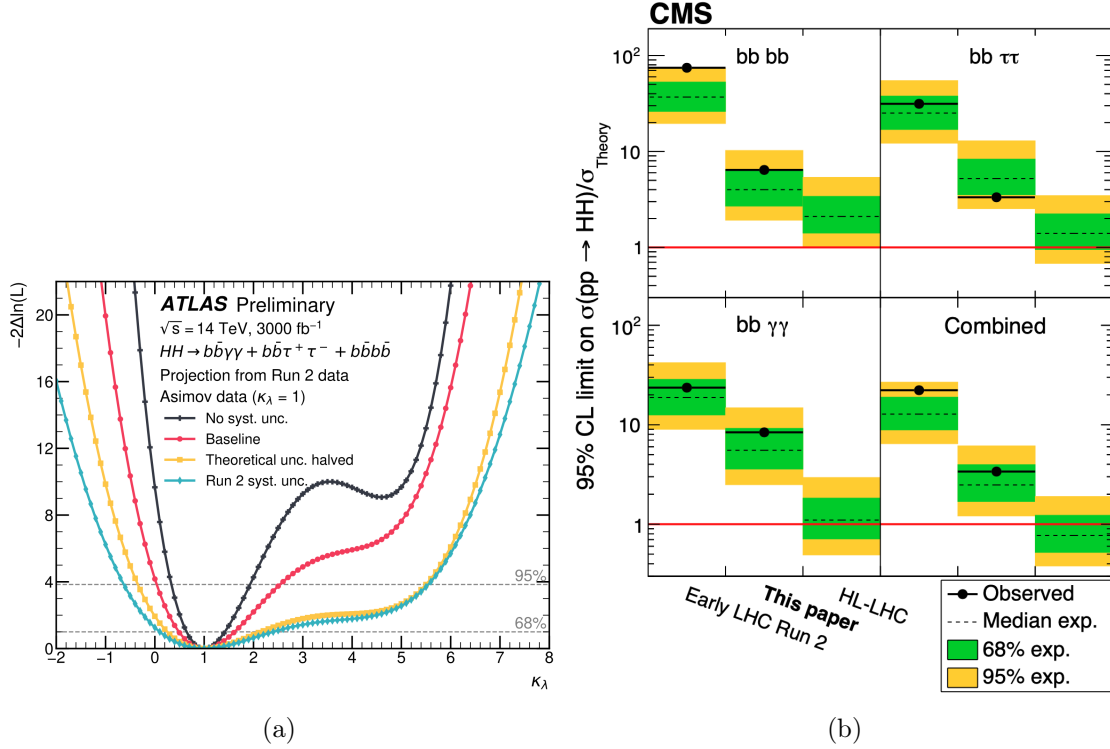 −2Δln(L)
20
16
12
8
4
0
ATLAS Preliminary
√s = 14 TeV, 3000 fb⁻¹
HH → bb̄γγ + bb̄τ⁺τ⁻ + bb̄bb̄
Projection from Run 2 data
Asimov data (κλ = 1)
No syst. unc.
Baseline
Theoretical unc. halved
Run 2 syst. unc.
95%
68%
−2 −1 0 1 2 3 4 5 6 7 8
κλ
(a)
CMS
95% CL limit on σ(pp → HH)/σTheory
10²
10
1
bb bb
bb ττ
10²
10
1
bb γγ
Combined
Early LHC Run 2
This paper
HL-LHC
Observed
Median exp.
68% exp.
95% exp.
(b)